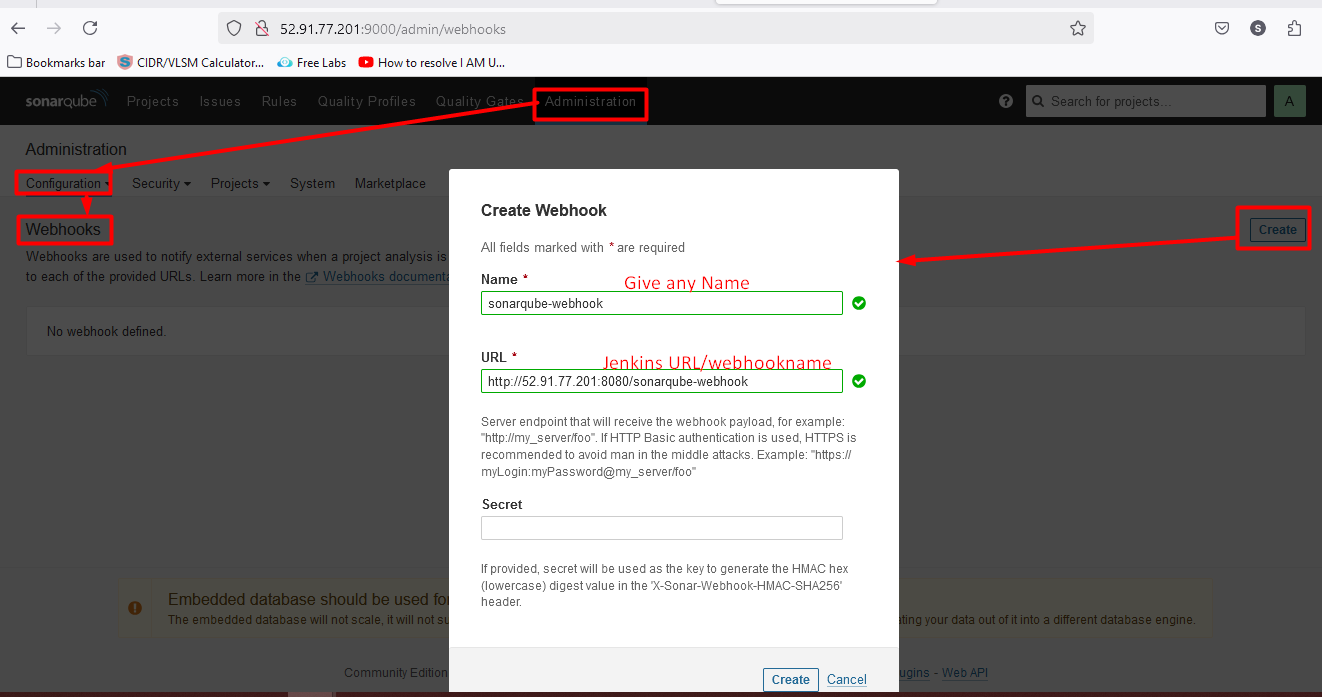 52.91.77.201:9000/admin/webhooks
S
Bookmarks bar
CIDR/VLSM Calculator...
Free Labs
How to resolve I AM U...
sonarqube
Projects
Issues
Rules
Quality Profiles
Quality Gates
Administration
?
Search for projects...
A
Administration
Configuration
Security
Projects
System
Marketplace
Webhooks
Create
Webhooks are used to notify external services when a project analysis is
to each of the provided URLs. Learn more in the Webhooks documenta
No webhook defined.
Create Webhook
All fields marked with * are required
Name *
Give any Name
sonarqube-webhook
URL *
Jenkins URL/webhookname
http://52.91.77.201:8080/sonarqube-webhook
Server endpoint that will receive the webhook payload, for example:
"http://my_server/foo". If HTTP Basic authentication is used, HTTPS is
recommended to avoid man in the middle attacks. Example: "https://
myLogin:myPassword@my_server/foo"
Secret
If provided, secret will be used as the key to generate the HMAC hex
(lowercase) digest value in the 'X-Sonar-Webhook-HMAC-SHA256'
header.
Create
Cancel
Embedded database should be used for
The embedded database will not scale, it will not su
ating your data out of it into a different database engine.
Community Edition
ugins - Web API